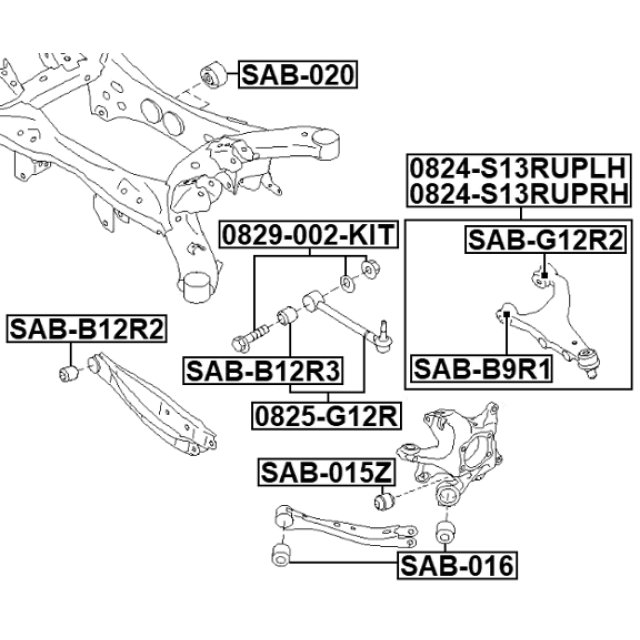 SAB-020
0824-S13RUPLH
0824-S13RUPRH
0829-002-KIT
SAB-G12R2
SAB-B12R2
SAB-B12R3
SAB-B9R1
0825-G12R
SAB-015Z
SAB-016